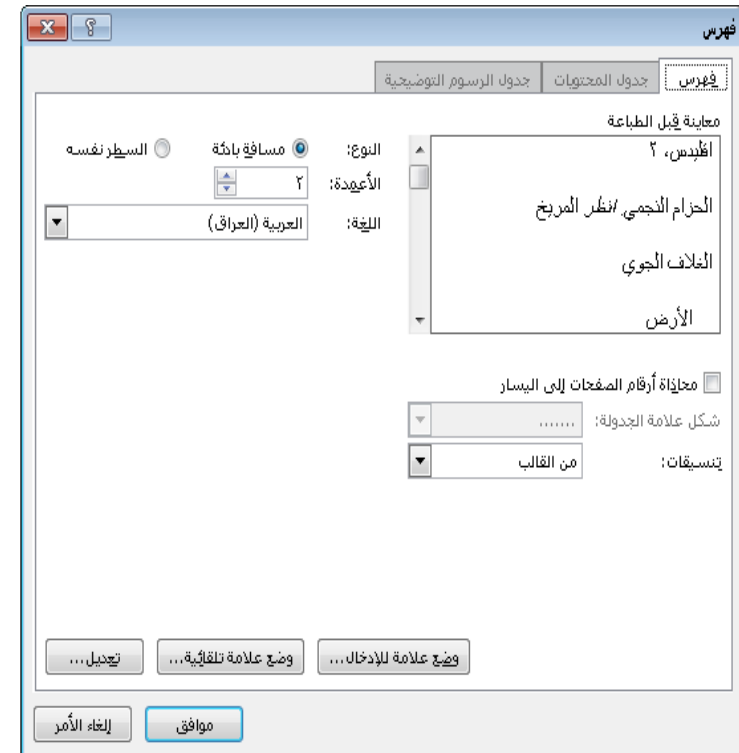 فهرس
فهرس جدول المحتويات جدول الرسوم التوضيحية
معاينة قبل الطباعة
اقليدس، ٢
الحزام النجمي. انظر المريخ
الغلاف الجوي
الأرض
النوع: مسافة بادئة السطر نفسه
الأعمدة: ٢
اللغة: العربية (العراق)
محاذاة أرقام الصفحات إلى اليسار
شكل علامة الجدولة: .......
تنسيقات: من القالب
وضع علامة للإدخال... وضع علامة تلقائية... تعديل...
موافق إلغاء الأمر